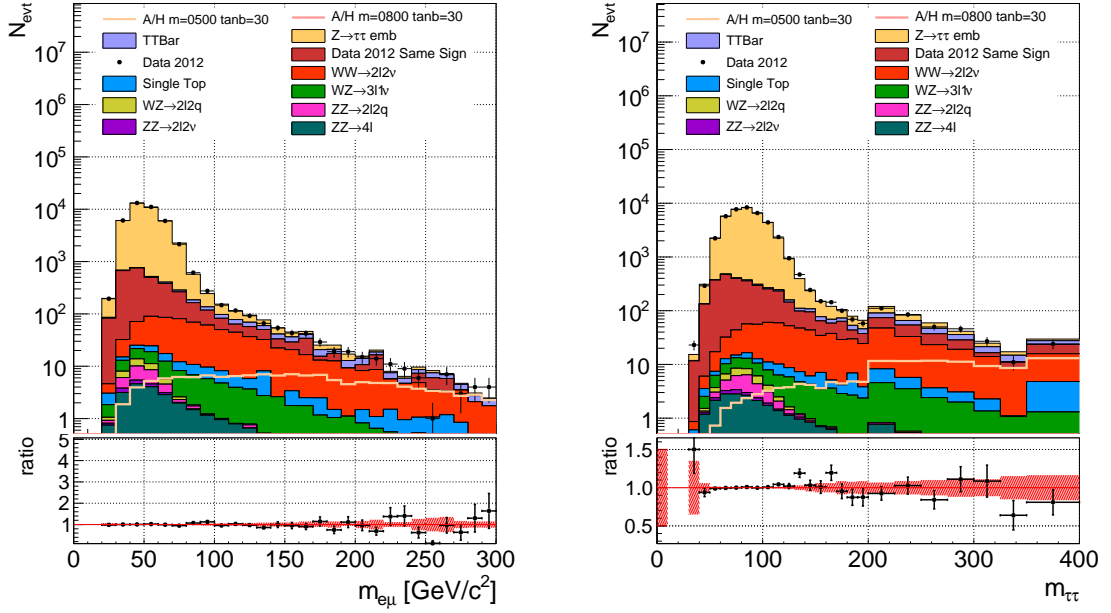 N_evt
A/H m=0500 tanb=30
A/H m=0800 tanb=30
TTBar
Z→ττ emb
Data 2012
Data 2012 Same Sign
Single Top
WW→2l2ν
WZ→2l2q
WZ→3l1ν
ZZ→2l2q
ZZ→2l2ν
ZZ→4l
10^7
10^6
10^5
10^4
10^3
10^2
10
1
ratio
5
4
3
2
1
0 50 100 150 200 250 300
m_eμ [GeV/c^2]
N_evt
A/H m=0500 tanb=30
A/H m=0800 tanb=30
TTBar
Z→ττ emb
Data 2012
Data 2012 Same Sign
Single Top
WW→2l2ν
WZ→2l2q
WZ→3l1ν
ZZ→2l2q
ZZ→2l2ν
ZZ→4l
10^7
10^6
10^5
10^4
10^3
10^2
10
1
ratio
1.5
1.0
0.5
0 100 200 300 400
m_ττ